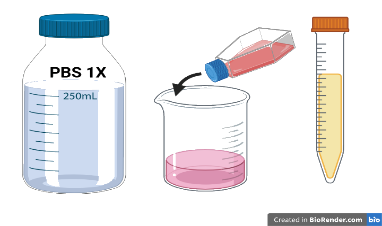 PBS 1X
250mL
Created in BioRender.com bio